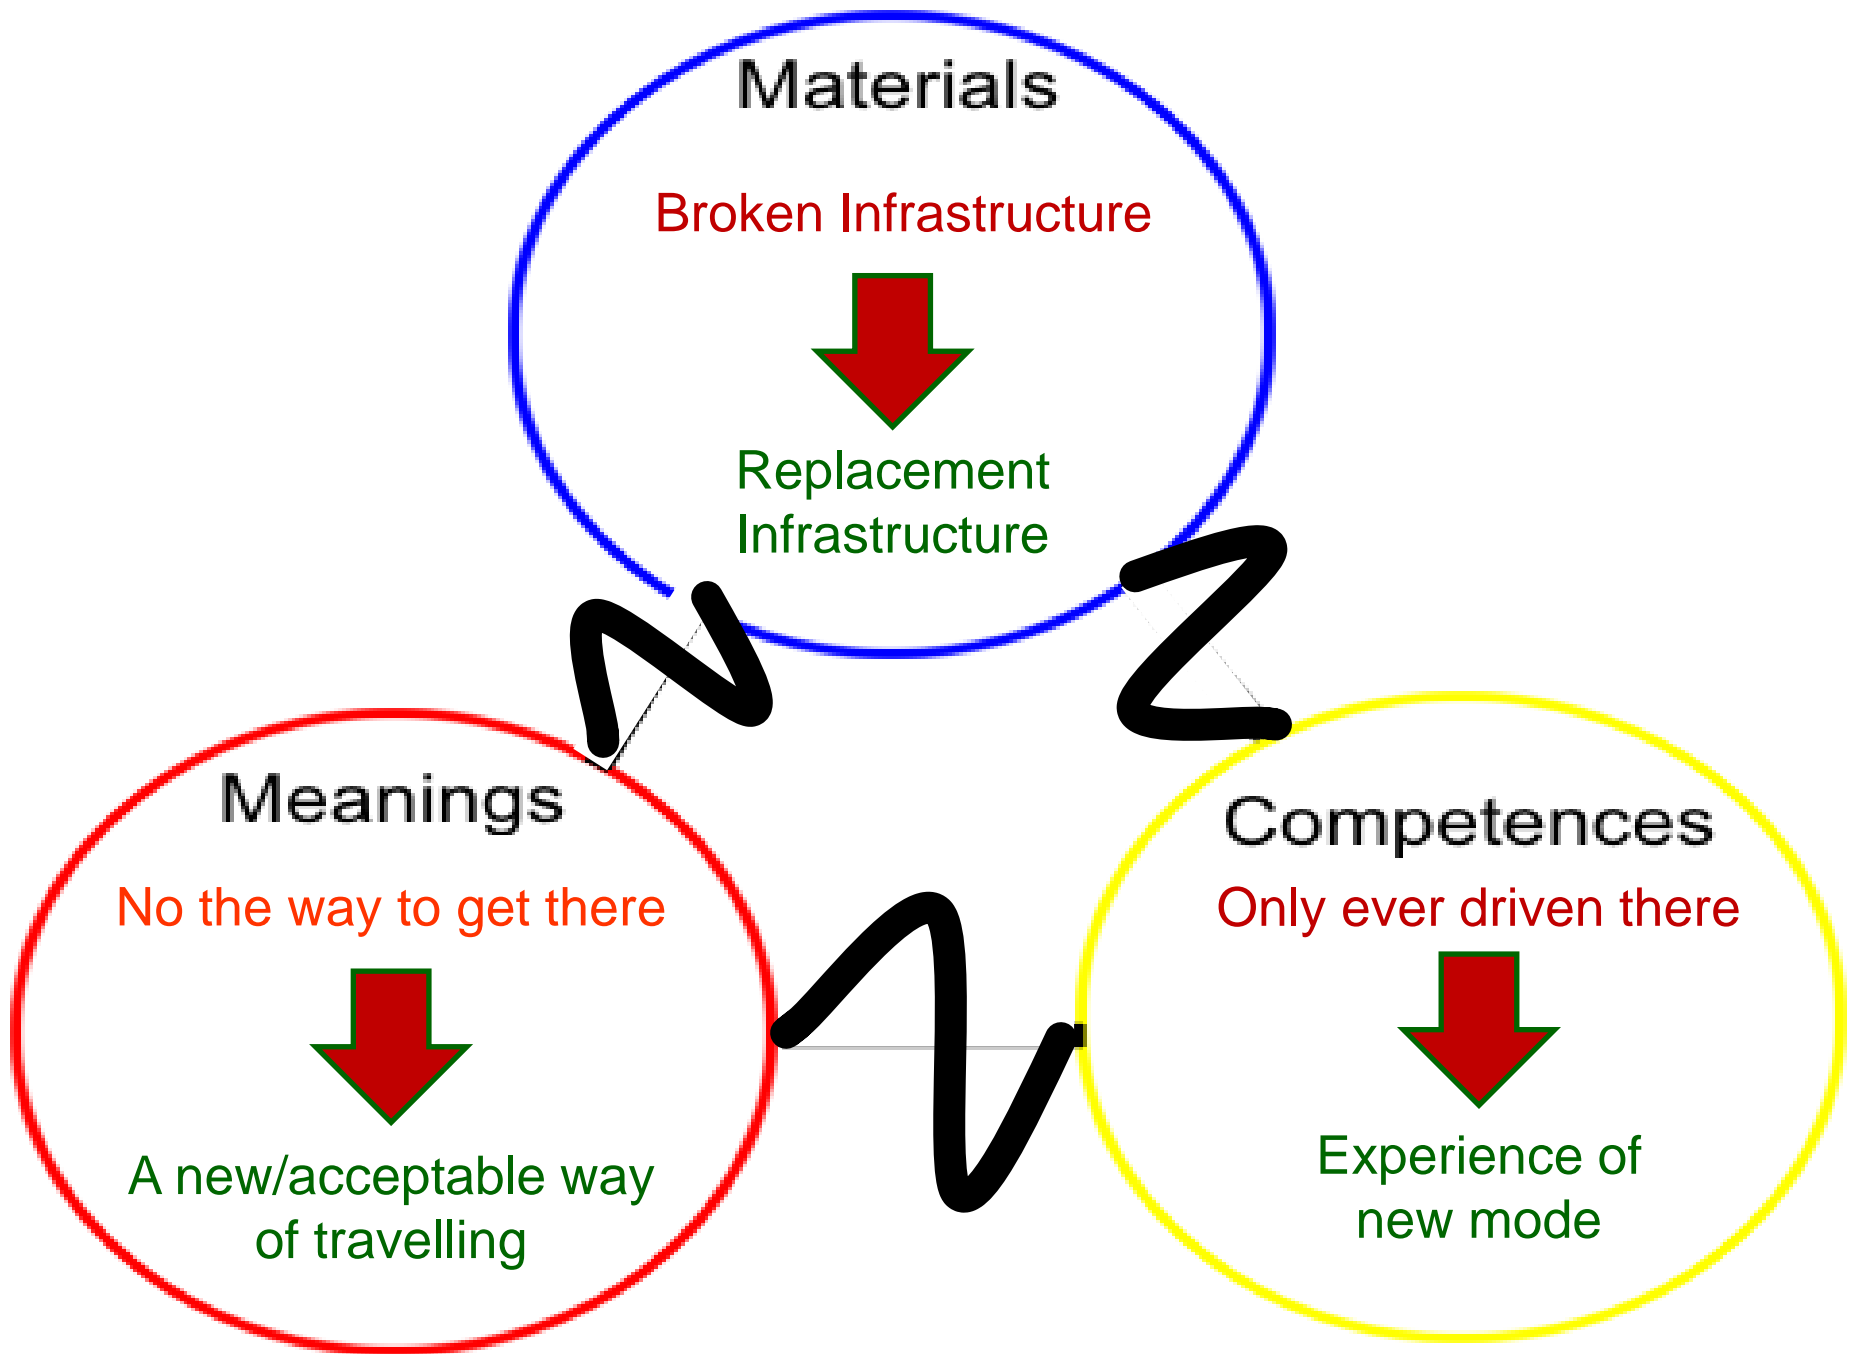 Materials
Broken Infrastructure
Replacement
Infrastructure
Meanings
No the way to get there
A new/acceptable way
of travelling
Competences
Only ever driven there
Experience of
new mode